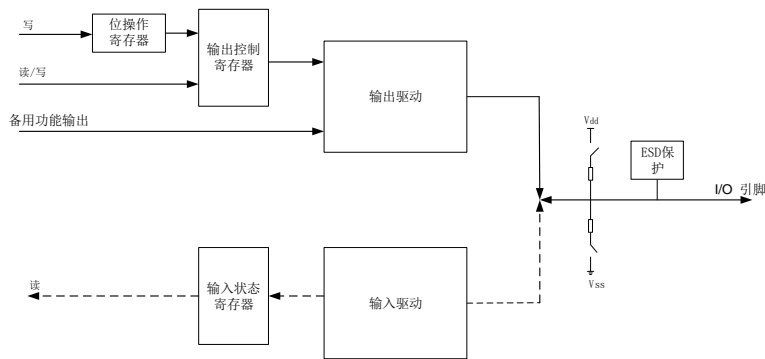 写
位操作
寄存器
读/写
输出控制
寄存器
输出驱动
备用功能输出
Vdd
ESD保
护
I/O 引脚
Vss
读
输入状态
寄存器
输入驱动